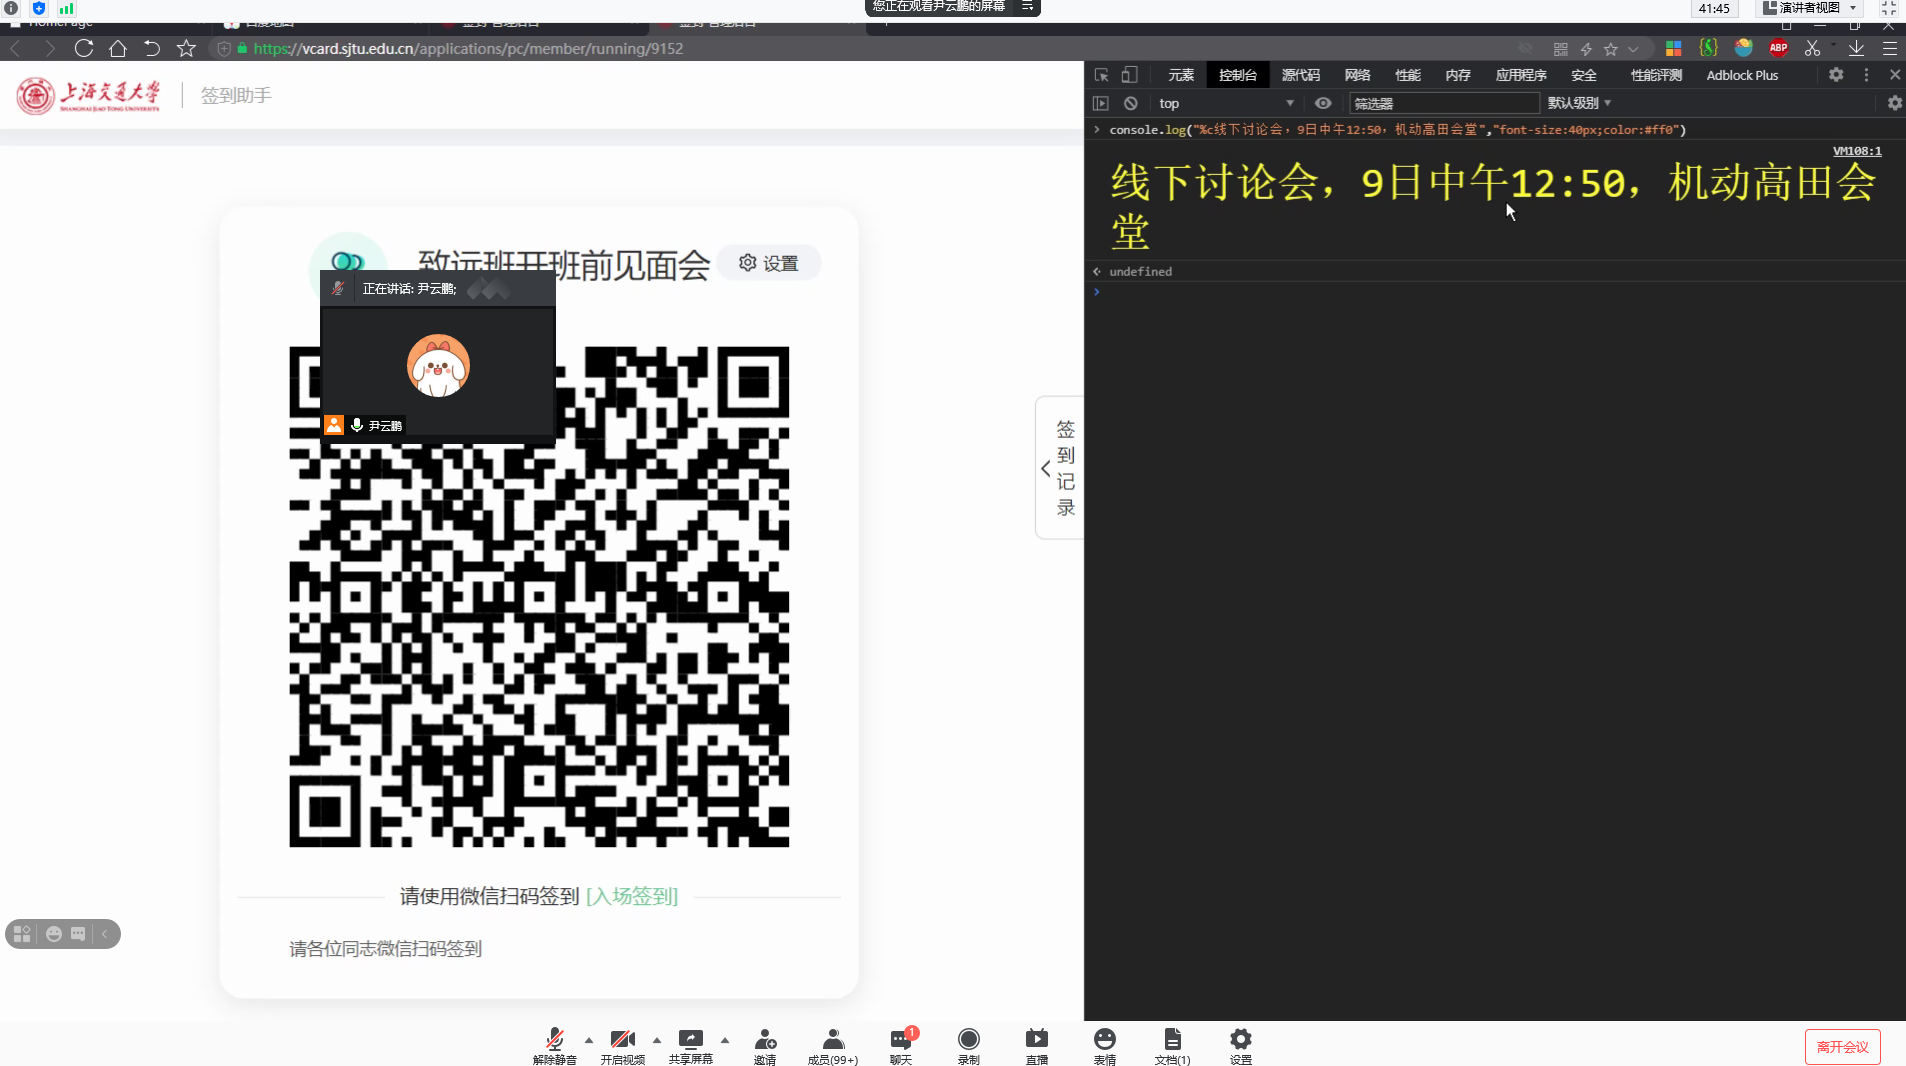 您正在观看尹云鹏的屏幕
41:45
演讲者视图
HomePage
https://vcard.sjtu.edu.cn/applications/pc/member/running/9152
ABP
上海交通大学
SHANGHAI JIAO TONG UNIVERSITY
签到助手
致远班开班前见面会
设置
正在讲话: 尹云鹏;
尹云鹏
签到记录
请使用微信扫码签到 [入场签到]
请各位同志微信扫码签到
元素 控制台 源代码 网络 性能 内存 应用程序 安全 性能评测 Adblock Plus
top
筛选器
默认级别
console.log("%c线下讨论会，9日中午12:50，机动高田会堂","font-size:40px;color:#ff0")
VM108:1
线下讨论会，9日中午12:50，机动高田会
堂
undefined
解除静音 开启视频 共享屏幕 邀请 成员(99+) 聊天 1 录制 直播 表情 文档(1) 设置
离开会议